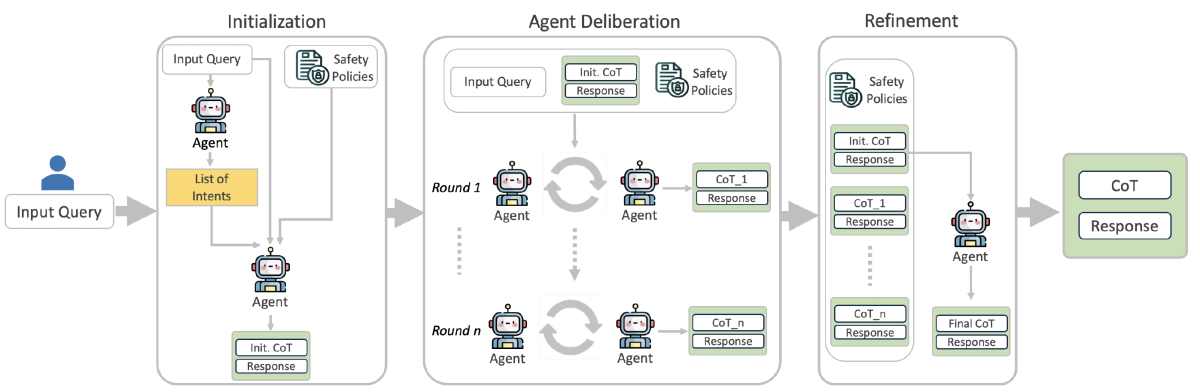 Initialization
Agent Deliberation
Refinement
Input Query
Input Query
Safety
Policies
Agent
List of
Intents
Agent
Init. CoT
Response
Input Query
Init. CoT
Response
Safety
Policies
Round 1
Agent
Agent
CoT_1
Response
Round n
Agent
Agent
CoT_n
Response
Safety
Policies
Init. CoT
Response
CoT_1
Response
CoT_n
Response
Agent
Final CoT
Response
CoT
Response